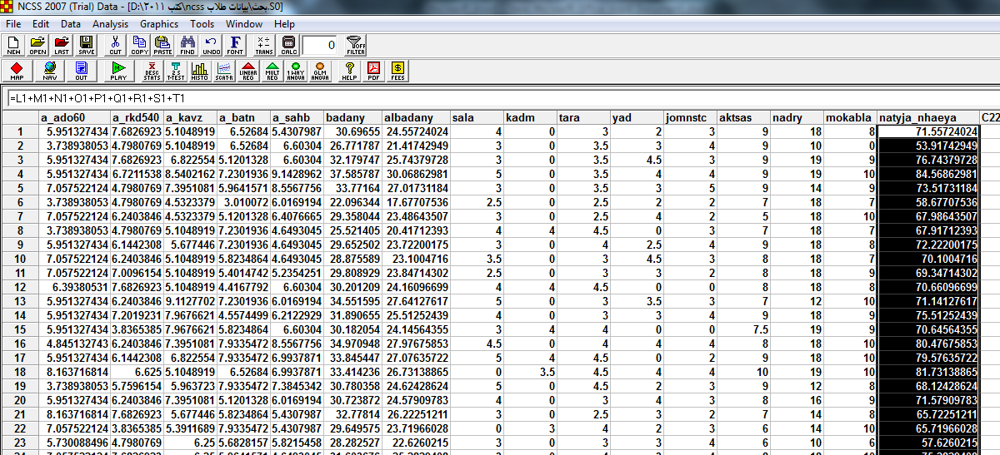 NCSS 2007 (Trial) Data - [D:\كتب ٢٠١١\ncss بحث\بيانات طلاب.S0]
File Edit Data Analysis Graphics Tools Window Help
NEW OPEN LAST SAVE CUT COPY PASTE FIND UNDO FONT TRANS CALC 0 OFF FILTER
MAP NAV OUT PLAY DESC STATS 2 S T-TEST HISTO SCAT-R LINEAR REG MULT REG 1 WAY ANOVA GLM ANOVA HELP PDF FEES
=L1+M1+N1+O1+P1+Q1+R1+S1+T1
a_ado60 a_rkd540 a_kavz a_batn a_sahb badany albadany sala kadm tara yad jomnstc aktsas nadry mokabla natyja_nhaeya C22
1 5.951327434 7.6826923 5.1048919 6.52684 5.4307987 30.69655 24.55724024 4 0 3 2 3 9 18 8 71.55724024
2 3.738938053 4.7980769 5.1048919 6.52684 6.60304 26.771787 21.41742949 3 0 3.5 3 4 9 10 0 53.91742949
3 5.951327434 7.6826923 6.822554 5.1201328 6.60304 32.179747 25.74379728 3 0 3.5 4.5 3 9 19 9 76.74379728
4 5.951327434 6.7211538 8.5402162 7.2301936 9.1428962 37.585787 30.06862981 5 0 3.5 4 4 9 19 10 84.56862981
5 7.057522124 7.6826923 7.3951081 5.9641571 8.5567756 33.77164 27.01731184 3 0 3.5 3 5 9 14 9 73.51731184
6 3.738938053 4.7980769 4.5323379 3.010072 6.0169194 22.096344 17.67707536 2.5 0 2.5 2 2 7 18 7 58.67707536
7 7.057522124 6.2403846 4.5323379 5.1201328 6.4076665 29.358044 23.48643507 3 0 2.5 4 2 5 18 10 67.98643507
8 3.738938053 4.7980769 5.1048919 7.2301936 4.6493045 25.521405 20.41712393 4 4 4.5 0 3 7 18 7 67.91712393
9 5.951327434 6.1442308 5.677446 7.2301936 4.6493045 29.652502 23.72200175 3 0 4 2.5 4 9 18 8 72.22200175
10 7.057522124 6.2403846 5.1048919 5.8234864 4.6493045 28.875589 23.1004716 3.5 0 3 4.5 3 8 18 7 70.1004716
11 7.057522124 7.0096154 5.1048919 5.4014742 5.2354251 29.808929 23.84714302 2.5 0 3 3 2 8 18 9 69.34714302
12 6.39380531 7.6826923 5.1048919 4.4167792 6.60304 30.201209 24.16096699 4 4 4.5 0 0 8 18 8 70.66096699
13 5.951327434 6.2403846 9.1127702 7.2301936 6.0169194 34.551595 27.64127617 5 0 3 3.5 3 7 12 10 71.14127617
14 5.951327434 7.2019231 7.9676621 4.5574499 6.2122929 31.890655 25.51252439 4 0 3 3 4 9 18 9 75.51252439
15 5.951327434 3.8365385 7.9676621 5.8234864 6.60304 30.182054 24.14564355 3 4 4 0 0 7.5 19 9 70.64564355
16 4.845132743 6.2403846 7.3951081 7.9335472 8.5567756 34.970948 27.97675853 4.5 0 4 4 4 8 18 10 80.47675853
17 5.951327434 6.1442308 6.822554 7.9335472 6.9937871 33.845447 27.07635722 5 4 4.5 0 2 9 18 10 79.57635722
18 8.163716814 6.625 5.1048919 6.52684 6.9937871 33.414236 26.73138865 0 3.5 4.5 4 4 10 19 10 81.73138865
19 3.738938053 5.7596154 5.963723 7.9335472 7.3845342 30.780358 24.62428624 5 0 4.5 2 3 9 12 8 68.12428624
20 5.951327434 6.2403846 7.3951081 5.1201328 6.0169194 30.723872 24.57909783 4 0 4 3 4 8 16 9 71.57909783
21 8.163716814 7.6826923 5.677446 5.8234864 5.4307987 32.77814 26.22251211 3 0 2.5 3 2 7 14 8 65.72251211
22 7.057522124 3.8365385 5.3911689 7.9335472 5.4307987 29.649575 23.71966028 0 3 4 2 3 6 14 10 65.71966028
23 5.730088496 4.7980769 6.25 5.6828157 5.8215458 28.282527 22.6260215 3 0 3 3 4 6 10 6 57.6260215